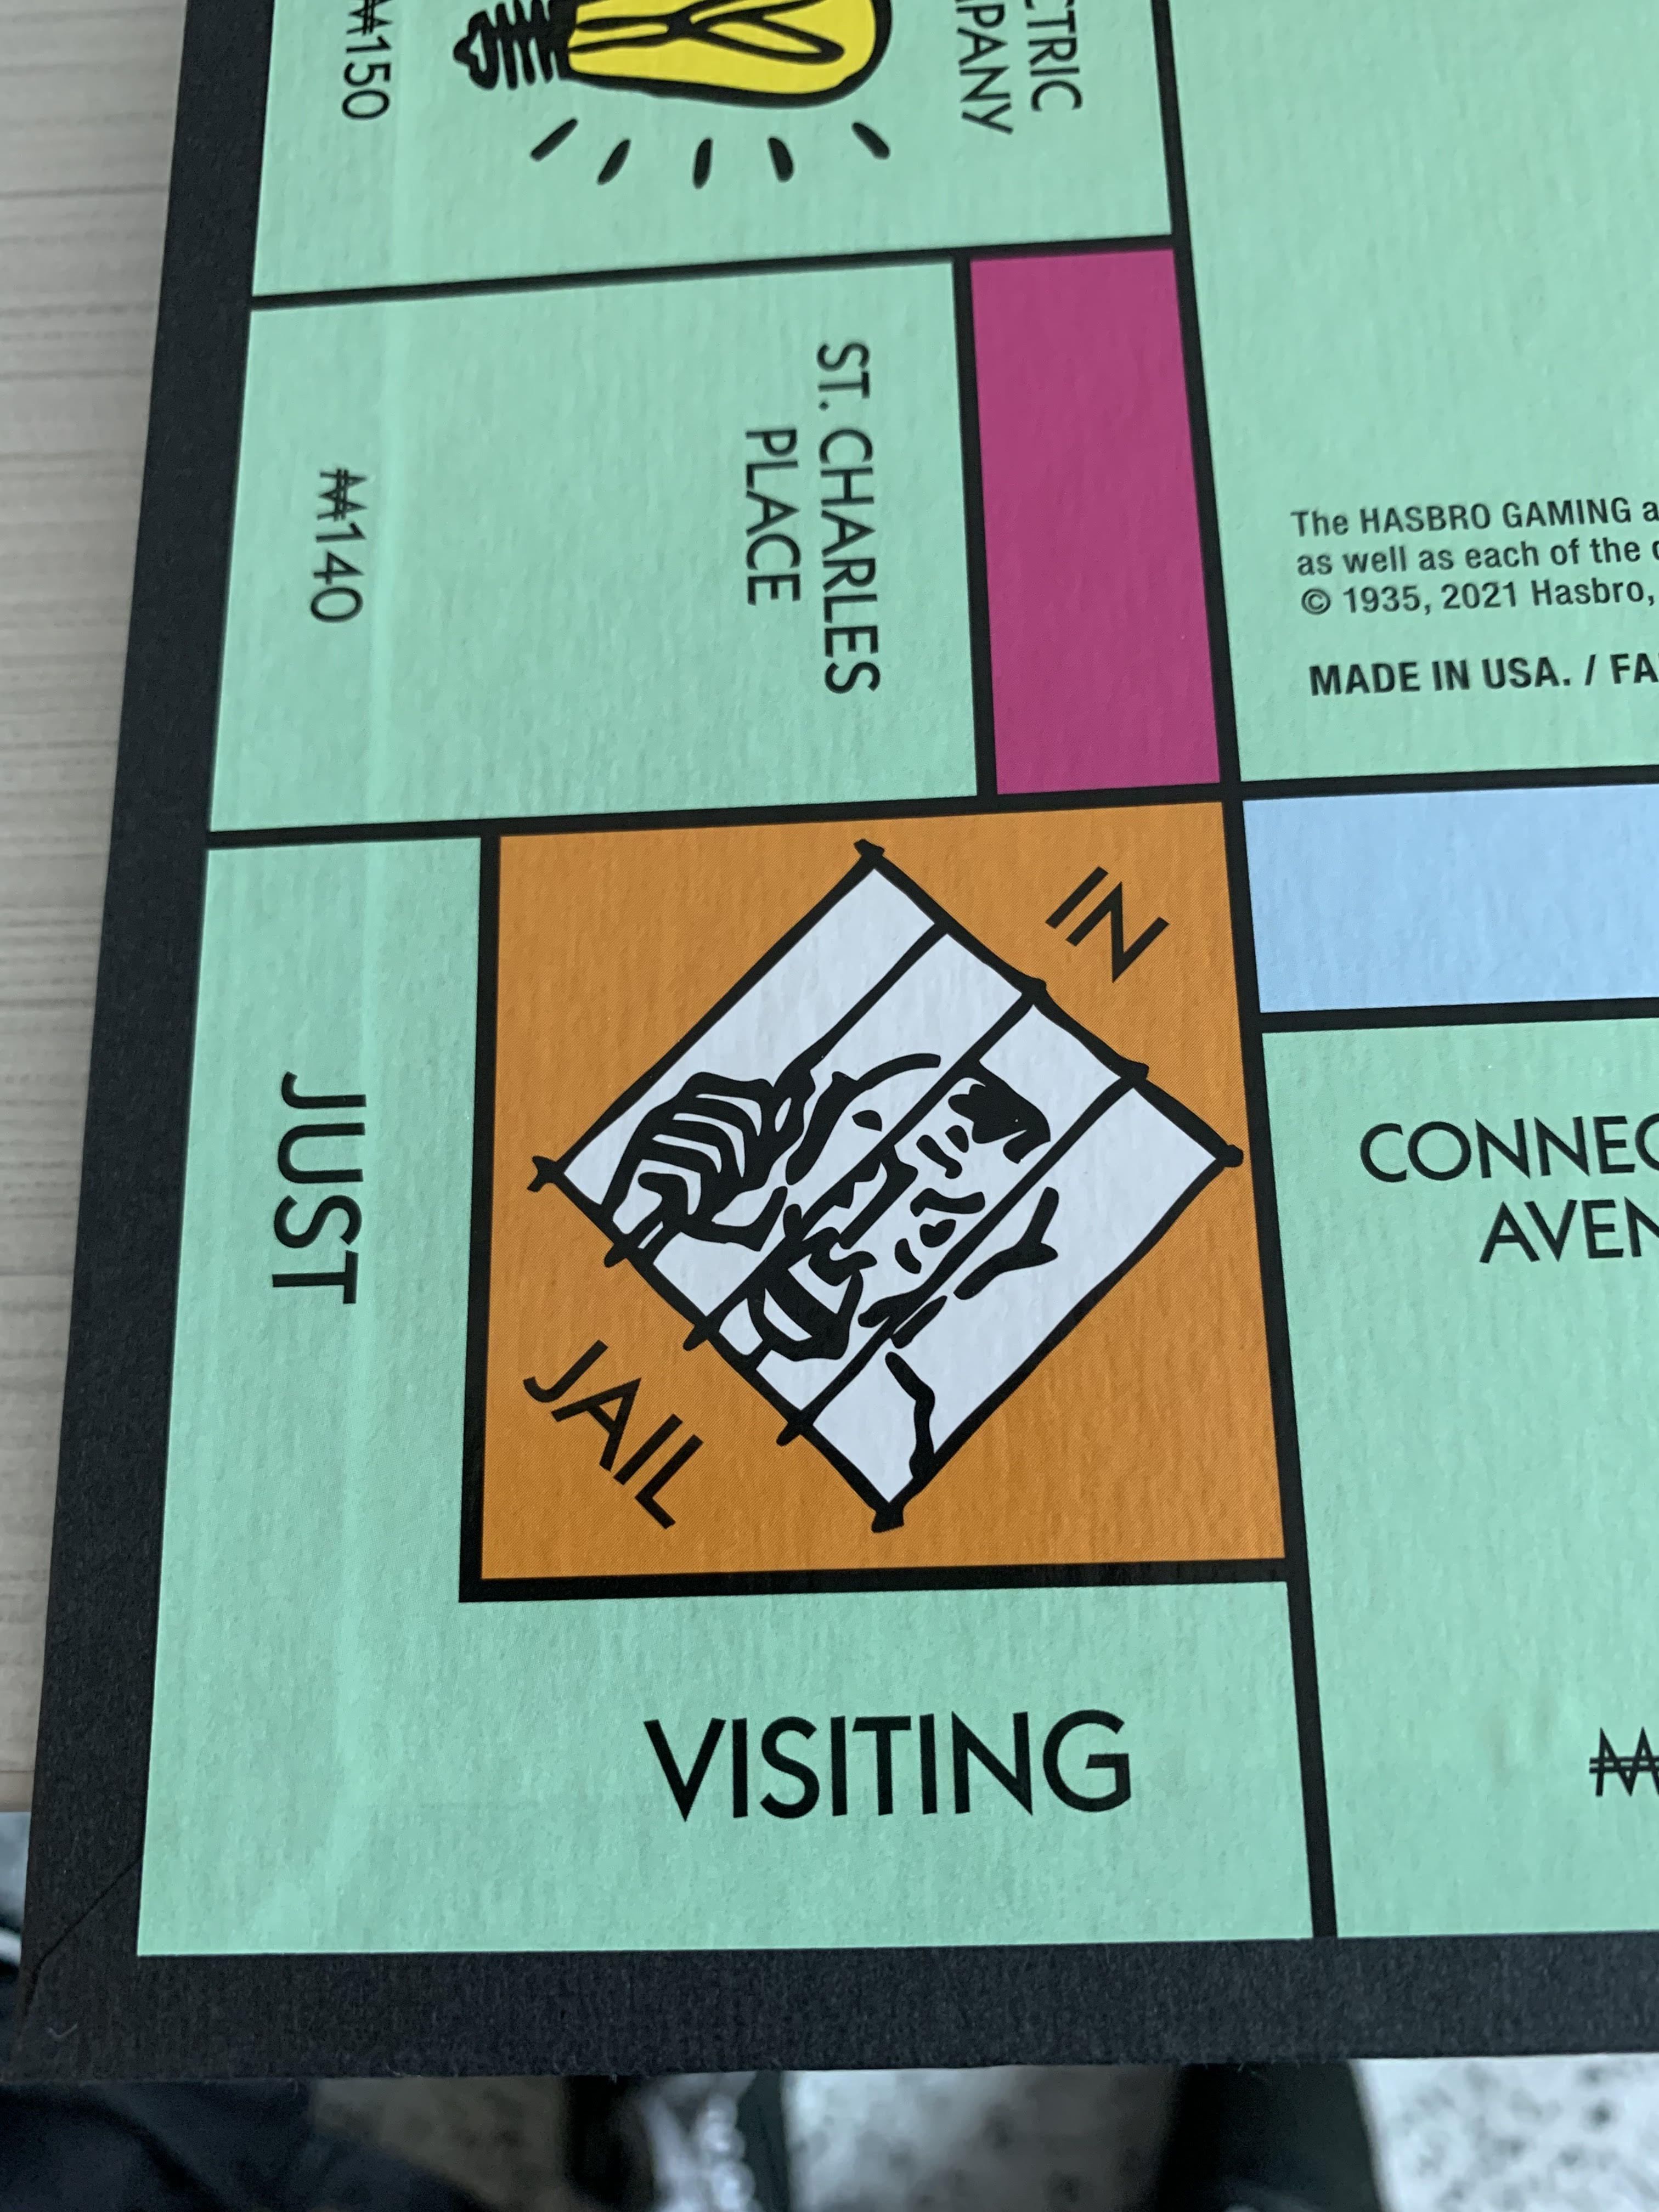 ₩150
CTRIC
PANY
ST. CHARLES
PLACE
₩140
The HASBRO GAMING a
as well as each of the
© 1935, 2021 Hasbro,
MADE IN USA. / FA
IN
JAIL
JUST
VISITING
CONNEC
AVEN